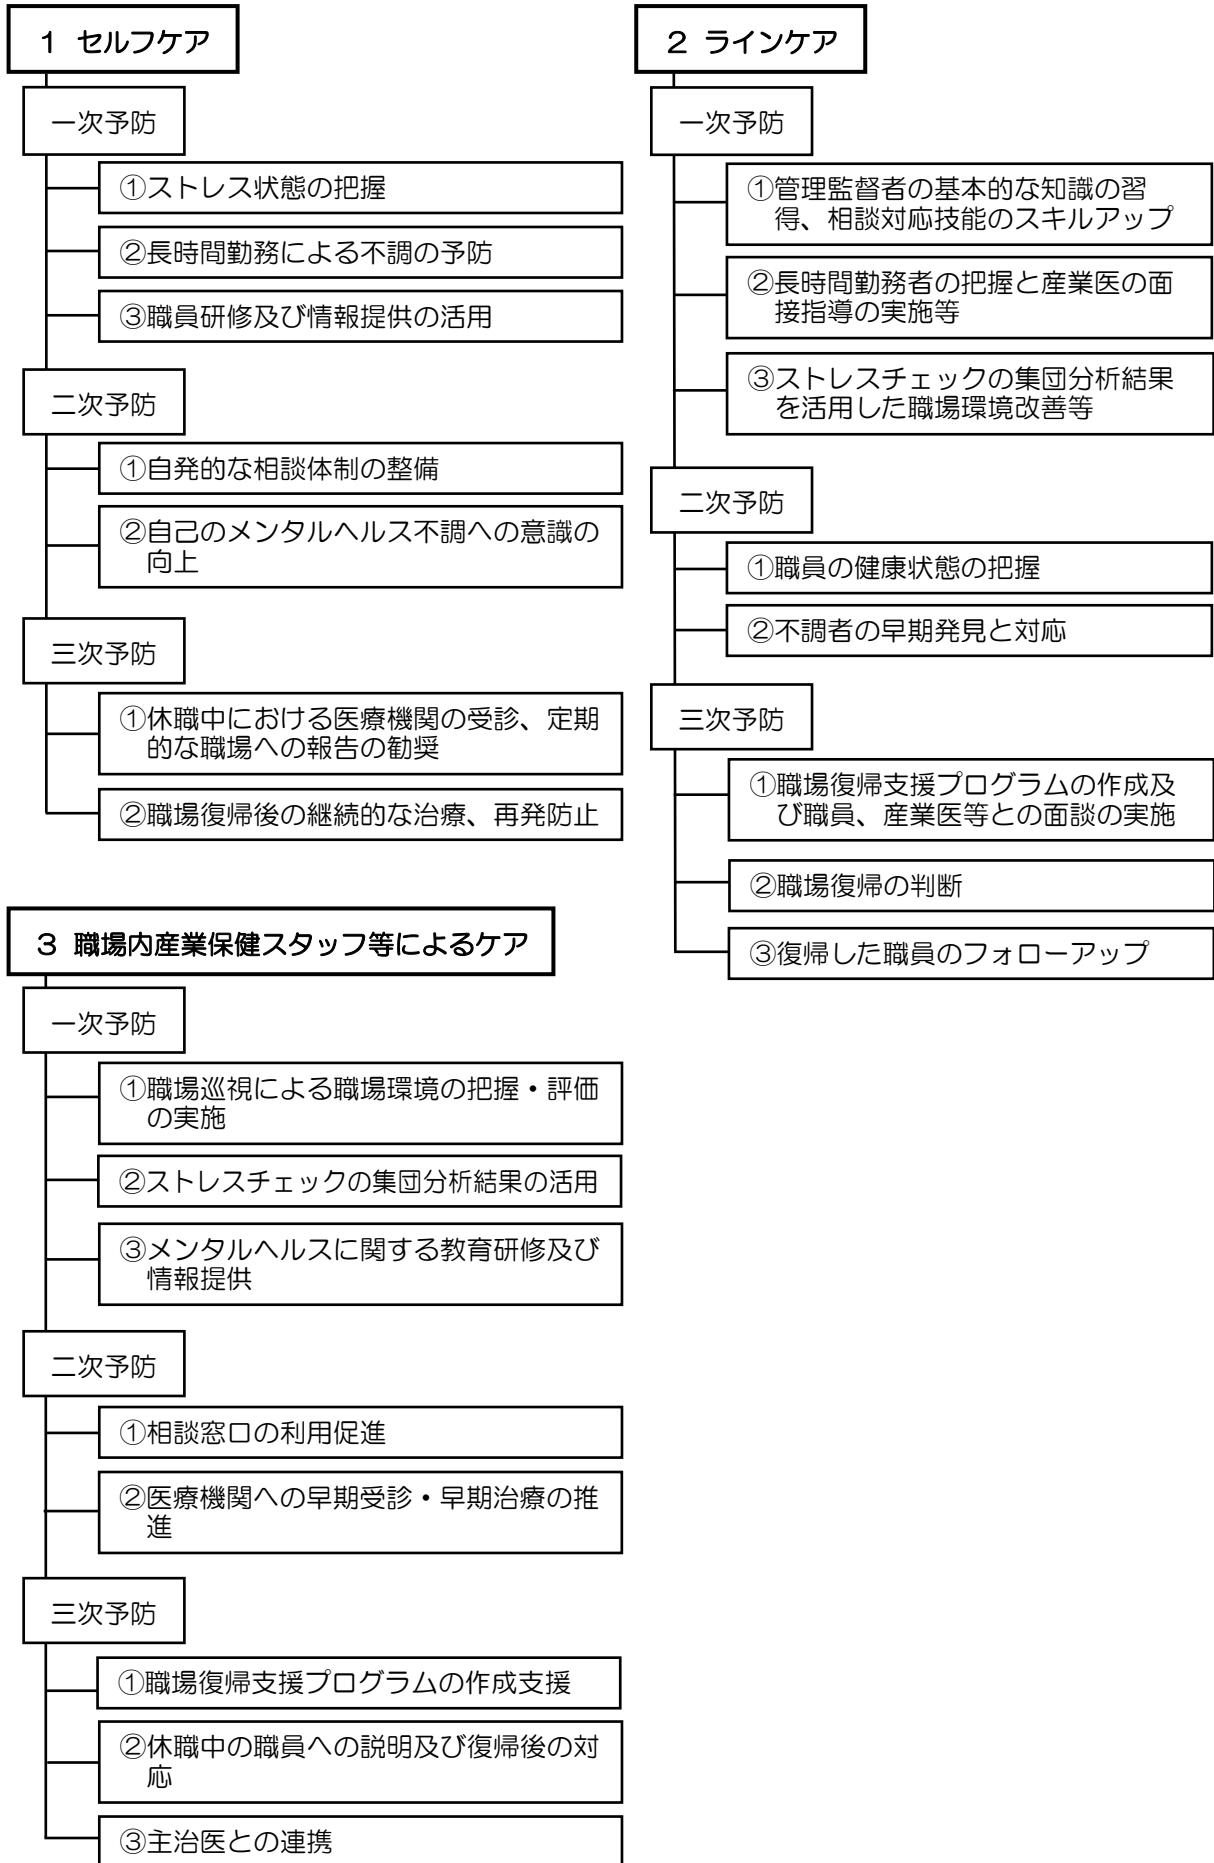 1 セルフケア
一次予防
①ストレス状態の把握
②長時間勤務による不調の予防
③職員研修及び情報提供の活用
二次予防
①自発的な相談体制の整備
②自己のメンタルヘルス不調への意識の
向上
三次予防
①休職中における医療機関の受診、定期
的な職場への報告の勧奨
②職場復帰後の継続的な治療、再発防止
2 ラインケア
一次予防
①管理監督者の基本的な知識の習
得、相談対応技能のスキルアップ
②長時間勤務者の把握と産業医の面
接指導の実施等
③ストレスチェックの集団分析結果
を活用した職場環境改善等
二次予防
①職員の健康状態の把握
②不調者の早期発見と対応
三次予防
①職場復帰支援プログラムの作成及
び職員、産業医等との面談の実施
②職場復帰の判断
③復帰した職員のフォローアップ
3 職場内産業保健スタッフ等によるケア
一次予防
①職場巡視による職場環境の把握・評価
の実施
②ストレスチェックの集団分析結果の活用
③メンタルヘルスに関する教育研修及び
情報提供
二次予防
①相談窓口の利用促進
②医療機関への早期受診・早期治療の推
進
三次予防
①職場復帰支援プログラムの作成支援
②休職中の職員への説明及び復帰後の対
応
③主治医との連携